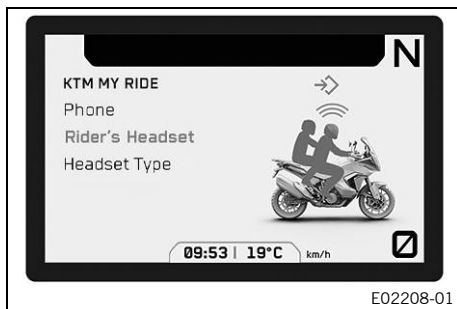 N
KTM MY RIDE
Phone
Rider's Headset
Headset Type
09:53 | 19°C km/h
0
E02208-01